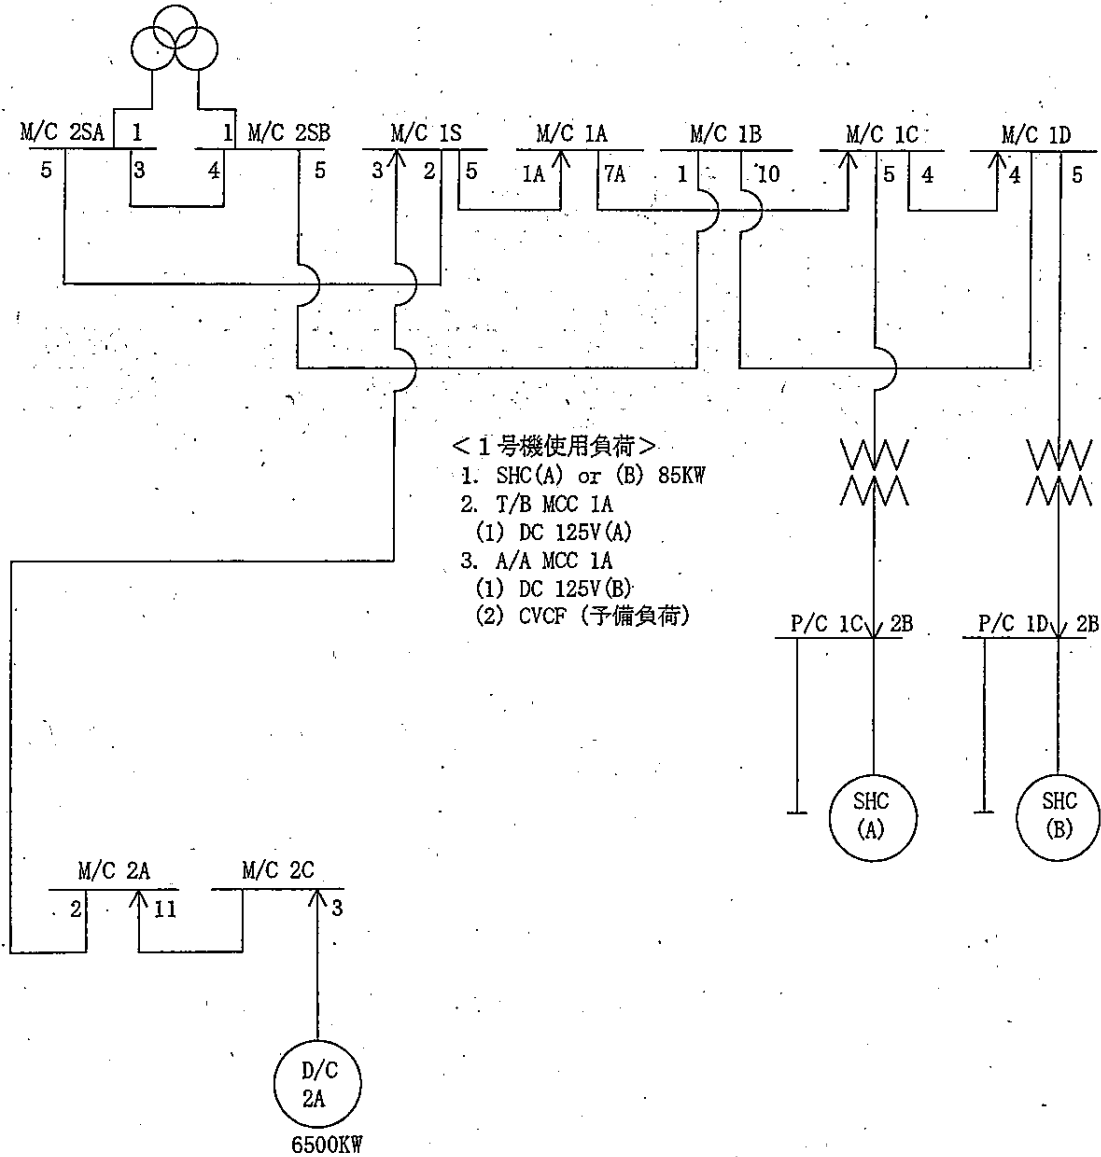 M/C 2SA 1
1 M/C 2SB
M/C 1S
M/C 1A
M/C 1B
M/C 1C
M/C 1D
5 3
4 5
3 2 5
1A 7A
1 10
5 4
4 5
<1号機使用負荷>
1. SHC(A) or (B) 85KW
2. T/B MCC 1A
(1) DC 125V(A)
3. A/A MCC 1A
(1) DC 125V(B)
(2) CVCF (予備負荷)
P/C 1C 2B
P/C 1D 2B
SHC
(A)
SHC
(B)
M/C 2A
M/C 2C
2 11
3
D/C
2A
6500KW